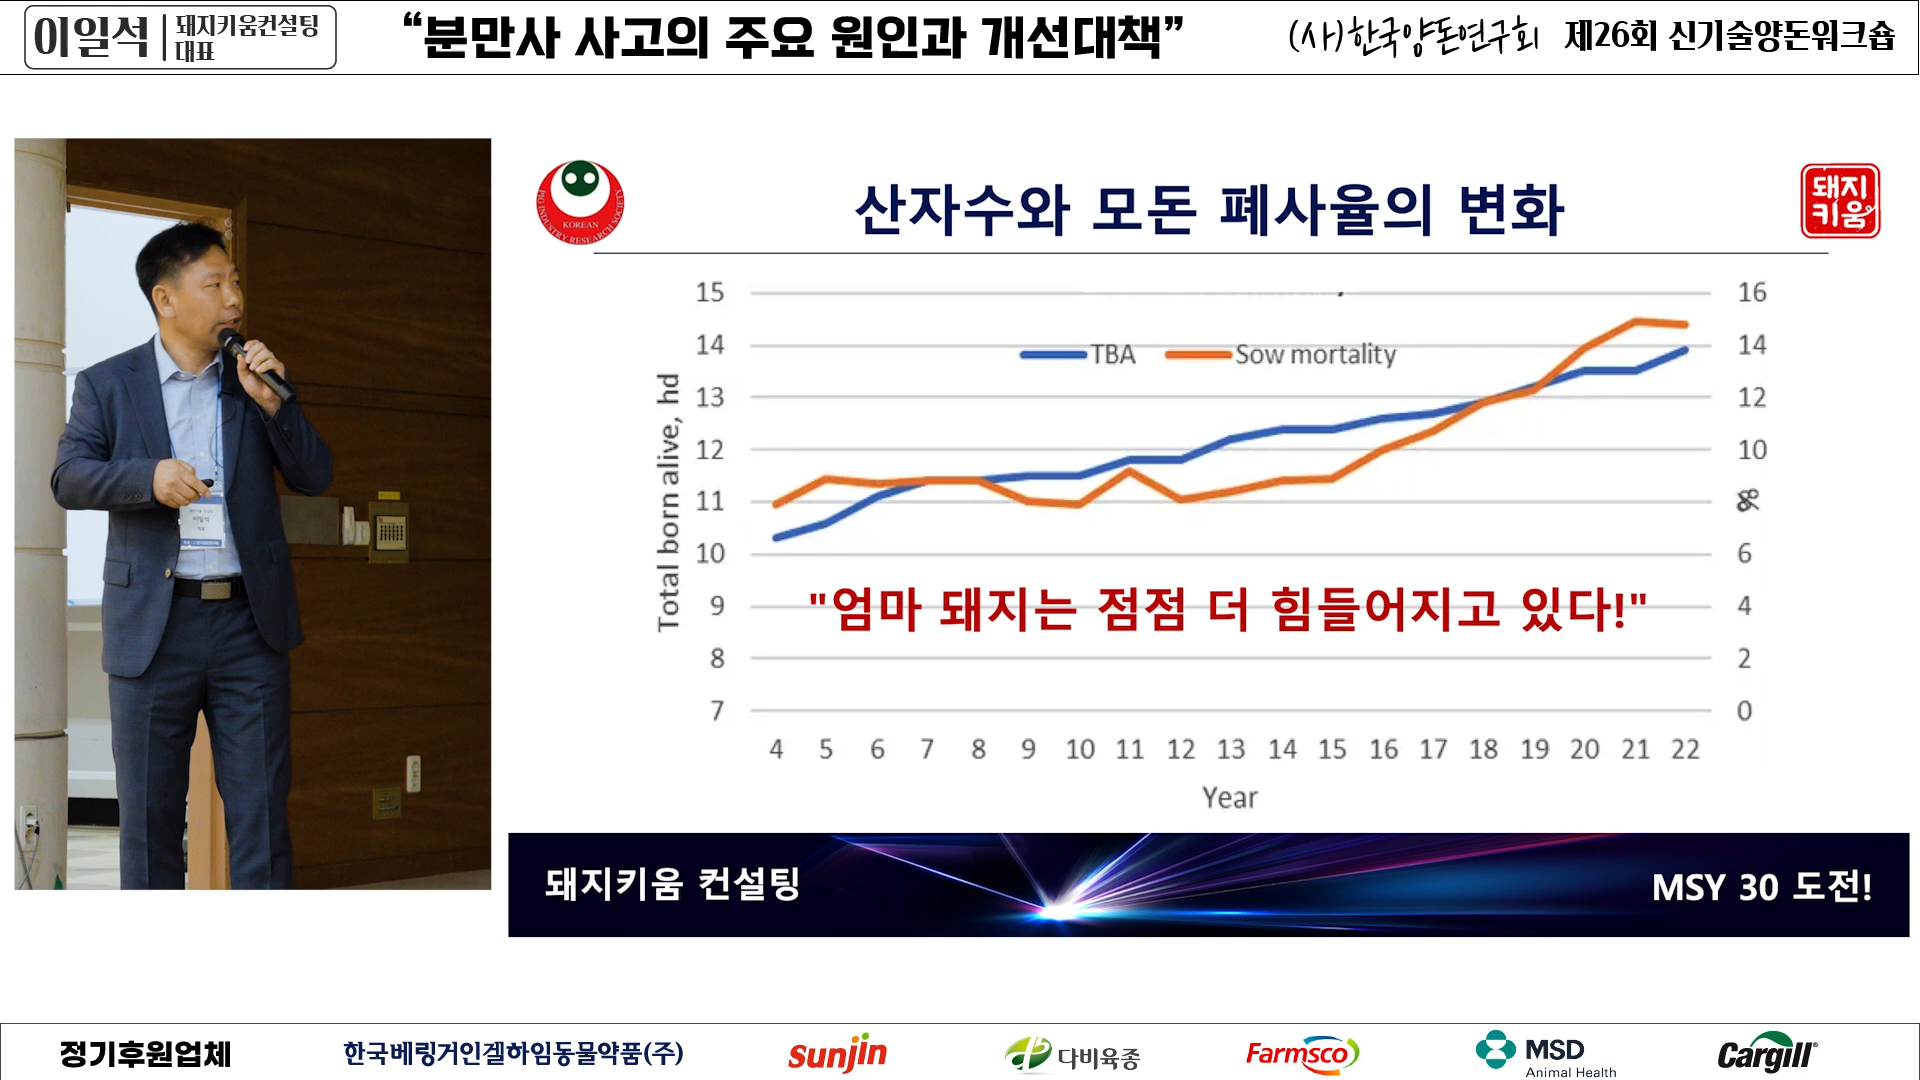 이일석
돼지키움컨설팅
대표
“분만사 사고의 주요 원인과 개선대책”
(사)한국양돈연구회 제26회 신기술양돈워크숍
PIG INDUSTRY RESEARCH SOCIETY
KOREAN
산자수와 모돈 폐사율의 변화
돼지
키움
TBA
Sow mortality
Total born alive, hd
15
14
13
12
11
10
9
8
7
16
14
12
10
8
%
6
4
2
0
"엄마 돼지는 점점 더 힘들어지고 있다!"
4 5 6 7 8 9 10 11 12 13 14 15 16 17 18 19 20 21 22
Year
돼지키움 컨설팅
MSY 30 도전!
정기후원업체
한국베링거인겔하임동물약품(주)
Sunjin
다비육종
Farmsco
MSD
Animal Health
Cargill